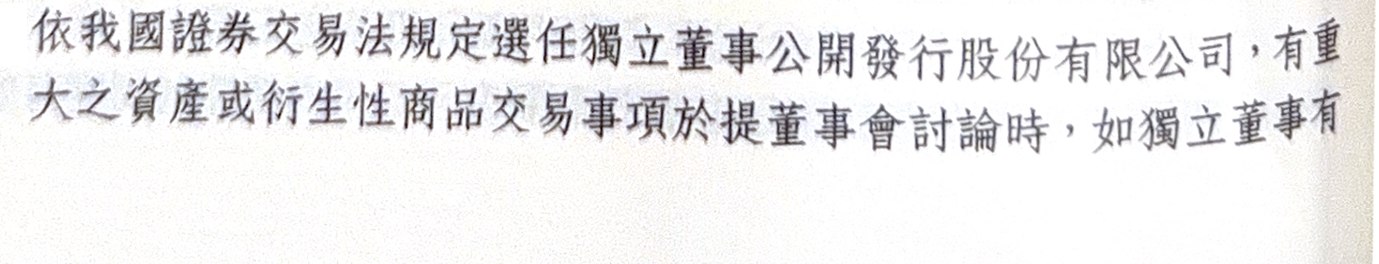 依我國證券交易法規定選任獨立董事公開發行股份有限公司，有重
大之資產或衍生性商品交易事項於提董事會討論時，如獨立董事有